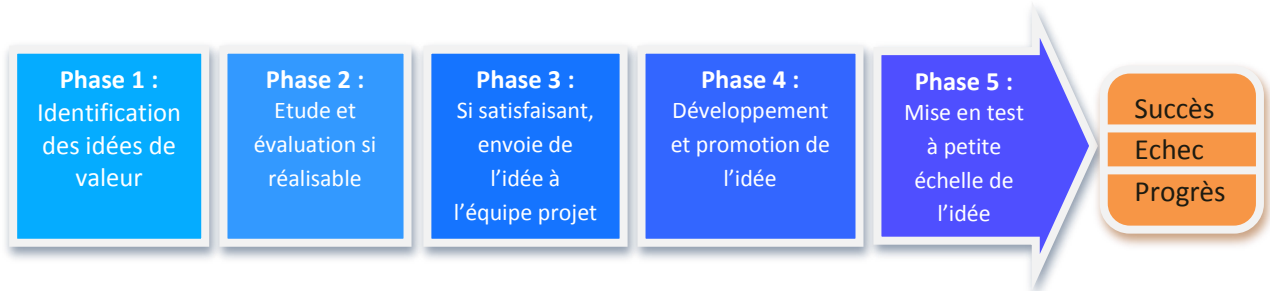 Phase 1 :
Identification
des idées de
valeur
Phase 2 :
Etude et
évaluation si
réalisable
Phase 3 :
Si satisfaisant,
envoie de
l’idée à
l’équipe projet
Phase 4 :
Développement
et promotion de
l’idée
Phase 5 :
Mise en test
à petite
échelle de
l’idée
Succès
Echec
Progrès